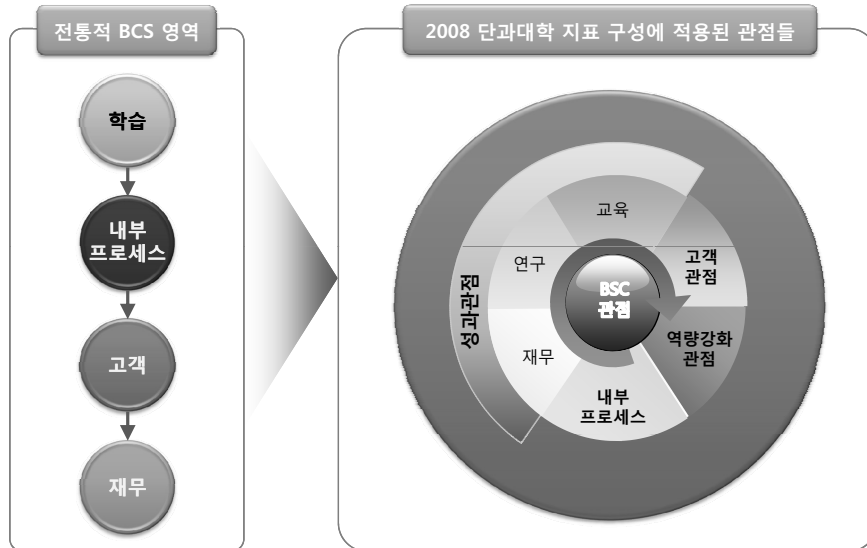 전통적 BCS 영역
2008 단과대학 지표 구성에 적용된 관점들
학습
내부
프로세스
고객
재무
교육
연구
재무
성과관점
고객
관점
역량강화
관점
내부
프로세스
BSC
관점